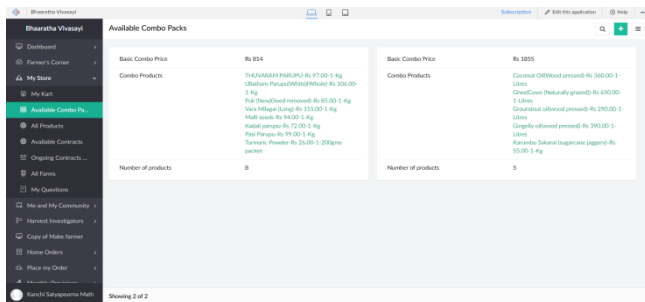 Bhaaratha Vivasayi
Subscription
Edit this application
Help
Bhaaratha Vivasayi
Available Combo Packs
Dashboard
Farmer's Corner
My Store
My Kart
Available Combo Pa...
All Products
Available Contracts
Ongoing Contracts ...
All Farms
My Questions
Me and My Community
Harvest Investigators
Copy of Make farmer
Home Orders
Place my Order
Monthly Provisions
Kanchi Satyapoorna Math
Basic Combo Price
Rs 814
Combo Products
THUVARAM PARUPU-Rs 97.00-1-Kg
Ullatham Parupu(White)(Whole)-Rs 106.00-
1-Kg
Puli (New)(Seed removed)-Rs 85.00-1-Kg
Vara Milagai (Long)-Rs 155.00-1-Kg
Malli seeds-Rs 94.00-1-Kg
Kadali parupu-Rs 72.00-1-Kg
Pasi Parupu-Rs 99.00-1-Kg
Turmaric Powder-Rs 26.00-1-200gms
packet
Number of products
8
Basic Combo Price
Rs 1855
Combo Products
Coconut Oil(Wood pressed)-Rs 360.00-1-
Litres
Ghee(Cows (Naturally grazed))-Rs 650.00-
1-Litres
Groundnut oil(wood pressed)-Rs 290.00-1-
Litres
Gingelly oil(wood pressed)-Rs 390.00-1-
Litres
Karumbu Sakarai (sugarcane jaggery)-Rs
55.00-1-Kg
Number of products
5
Showing 2 of 2